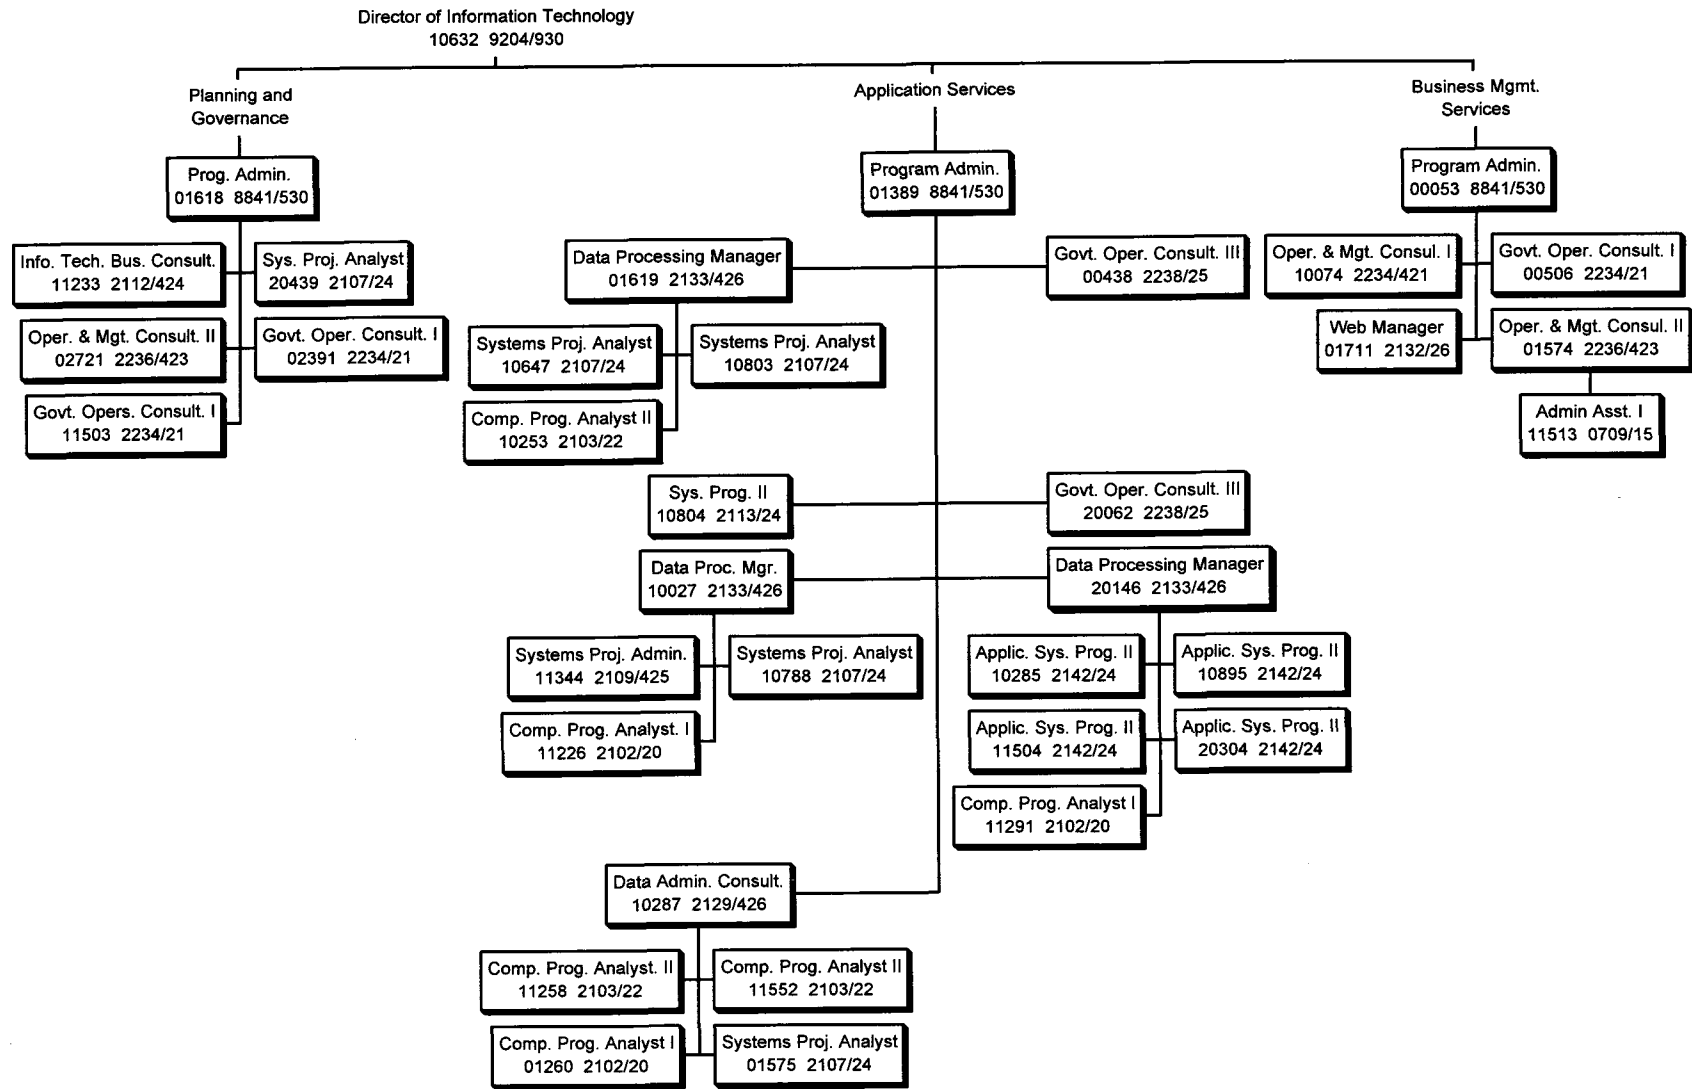 Director of Information Technology
10632 9204/930
Planning and
Governance
Prog. Admin.
01618 8841/530
Info. Tech. Bus. Consult.
11233 2112/424
Sys. Proj. Analyst
20439 2107/24
Oper. & Mgt. Consult. II
02721 2236/423
Govt. Oper. Consult. I
02391 2234/21
Govt. Opers. Consult. I
11503 2234/21
Application Services
Program Admin.
01389 8841/530
Data Processing Manager
01619 2133/426
Govt. Oper. Consult. III
00438 2238/25
Systems Proj. Analyst
10647 2107/24
Systems Proj. Analyst
10803 2107/24
Comp. Prog. Analyst II
10253 2103/22
Sys. Prog. II
10804 2113/24
Govt. Oper. Consult. III
20062 2238/25
Data Proc. Mgr.
10027 2133/426
Data Processing Manager
20146 2133/426
Systems Proj. Admin.
11344 2109/425
Systems Proj. Analyst
10788 2107/24
Comp. Prog. Analyst. I
11226 2102/20
Applic. Sys. Prog. II
10285 2142/24
Applic. Sys. Prog. II
10895 2142/24
Applic. Sys. Prog. II
11504 2142/24
Applic. Sys. Prog. II
20304 2142/24
Comp. Prog. Analyst I
11291 2102/20
Data Admin. Consult.
10287 2129/426
Comp. Prog. Analyst. II
11258 2103/22
Comp. Prog. Analyst II
11552 2103/22
Comp. Prog. Analyst I
01260 2102/20
Systems Proj. Analyst
01575 2107/24
Business Mgmt.
Services
Program Admin.
00053 8841/530
Oper. & Mgt. Consul. I
10074 2234/421
Govt. Oper. Consult. I
00506 2234/21
Web Manager
01711 2132/26
Oper. & Mgt. Consul. II
01574 2236/423
Admin Asst. I
11513 0709/15